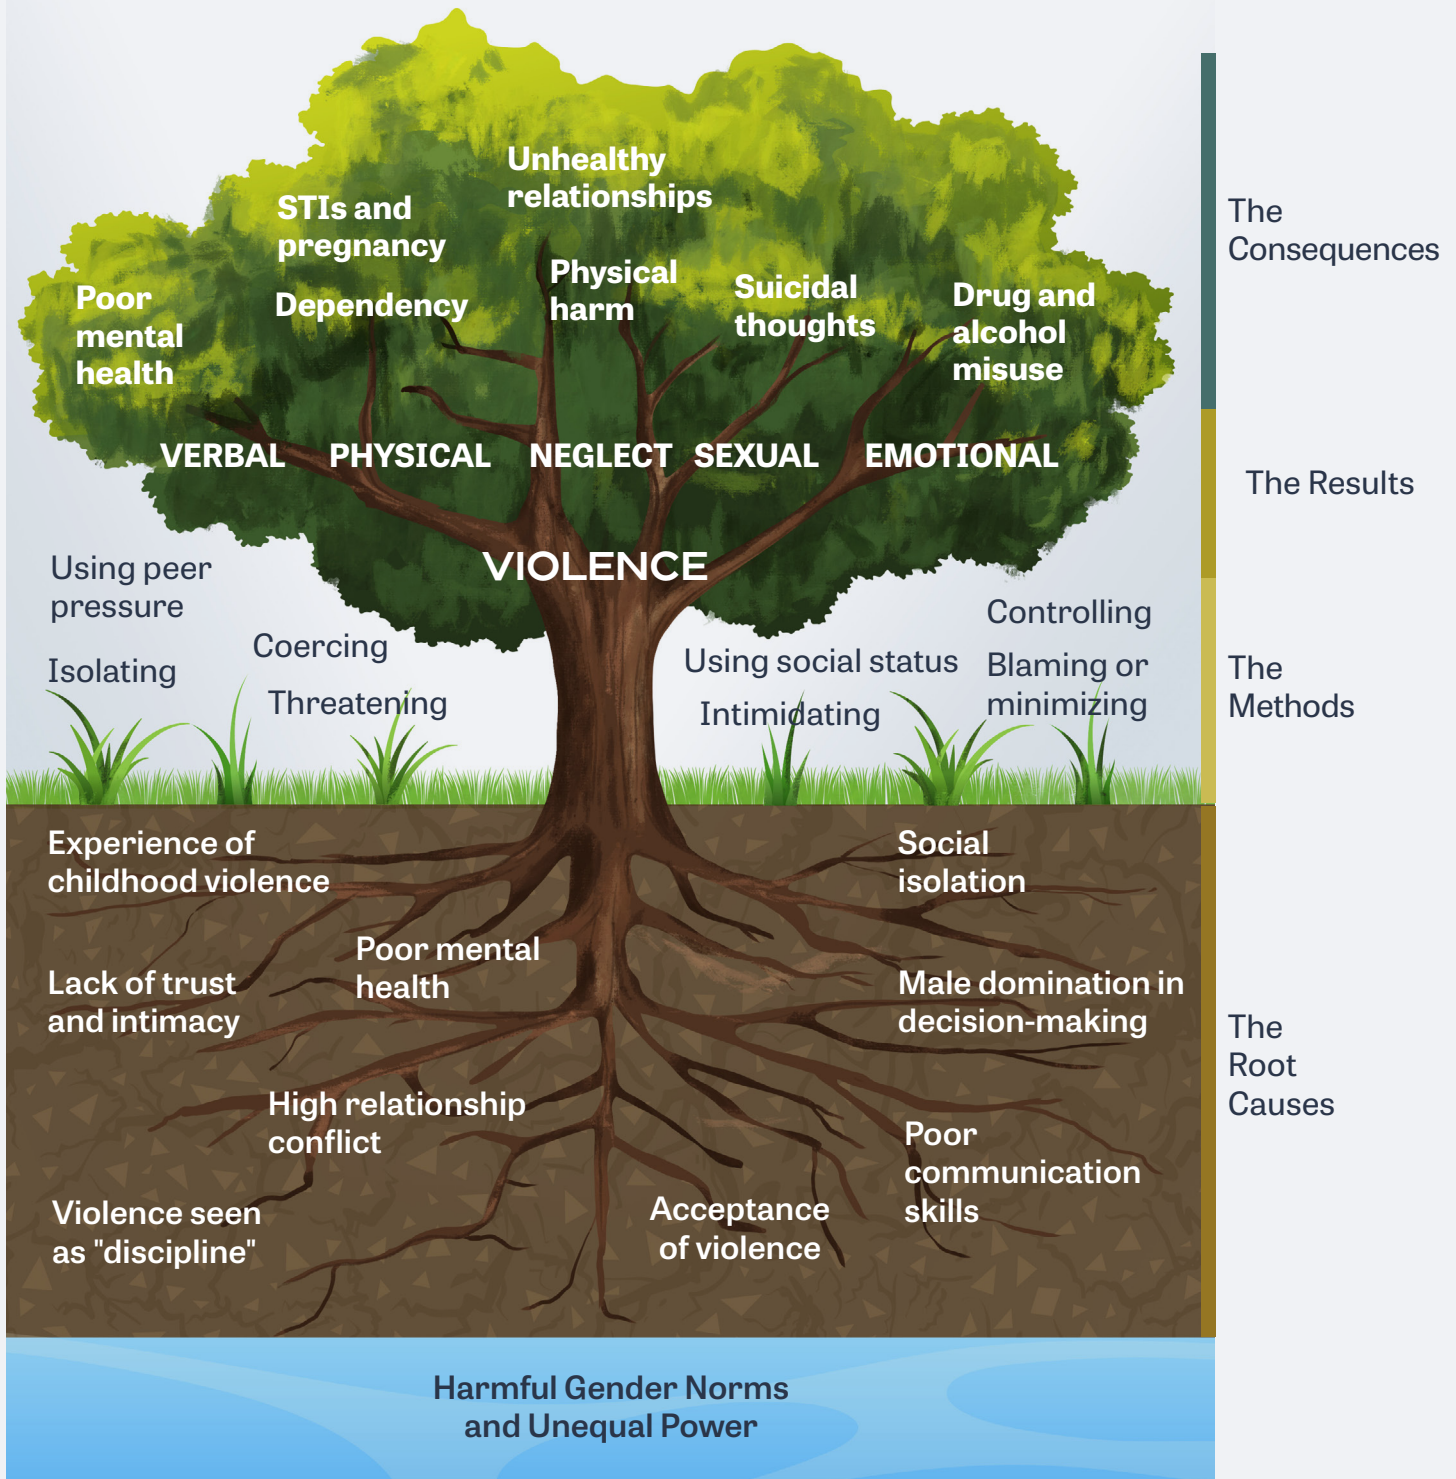 Unhealthy
relationships
STIs and
pregnancy
Physical
harm
Suicidal
thoughts
Drug and
alcohol
misuse
Poor
mental
health
Dependency
The
Consequences
VERBAL PHYSICAL NEGLECT SEXUAL EMOTIONAL
The Results
VIOLENCE
Using peer
pressure
Isolating
Coercing
Threatening
Using social status
Intimidating
Controlling
Blaming or
minimizing
The
Methods
Experience of
childhood violence
Social
isolation
Poor mental
health
Lack of trust
and intimacy
Male domination in
decision-making
The
Root
Causes
High relationship
conflict
Poor
communication
skills
Violence seen
as "discipline"
Acceptance
of violence
Harmful Gender Norms
and Unequal Power